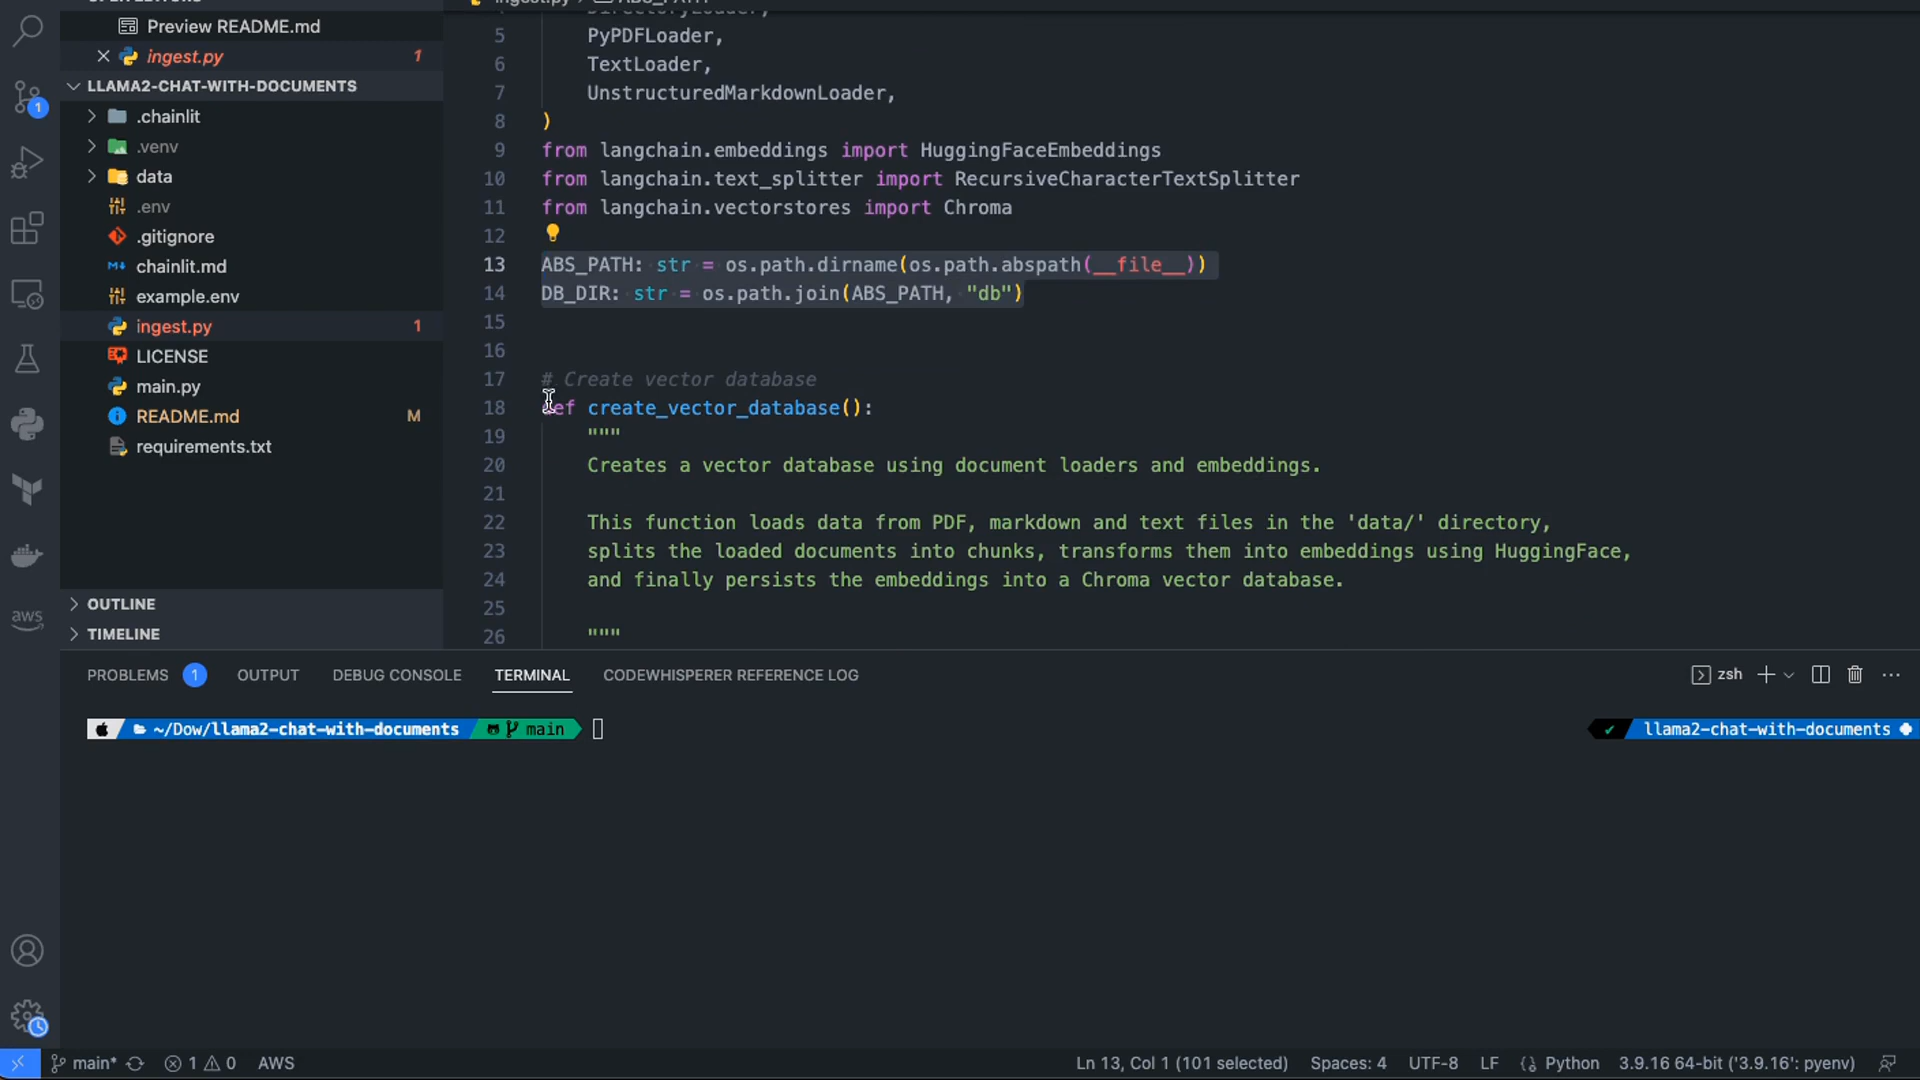 Preview README.md
ingest.py 1
LLAMA2-CHAT-WITH-DOCUMENTS
.chainlit
.venv
data
.env
.gitignore
chainlit.md
example.env
ingest.py 1
LICENSE
main.py
README.md M
requirements.txt
OUTLINE
TIMELINE
1
aws
5 PyPDFLoader,
6 TextLoader,
7 UnstructuredMarkdownLoader,
8 )
9 from langchain.embeddings import HuggingFaceEmbeddings
10 from langchain.text_splitter import RecursiveCharacterTextSplitter
11 from langchain.vectorstores import Chroma
12
13 ABS_PATH: str = os.path.dirname(os.path.abspath(__file__))
14 DB_DIR: str = os.path.join(ABS_PATH, "db")
15
16
17 # Create vector database
18 def create_vector_database():
19 """
20 Creates a vector database using document loaders and embeddings.
21
22 This function loads data from PDF, markdown and text files in the 'data/' directory,
23 splits the loaded documents into chunks, transforms them into embeddings using HuggingFace,
24 and finally persists the embeddings into a Chroma vector database.
25
26 """
PROBLEMS 1 OUTPUT DEBUG CONSOLE TERMINAL CODEWHISPERER REFERENCE LOG zsh
~/Dow/llama2-chat-with-documents main ✔ llama2-chat-with-documents
main* 1 0 AWS Ln 13, Col 1 (101 selected) Spaces: 4 UTF-8 LF Python 3.9.16 64-bit ('3.9.16': pyenv)